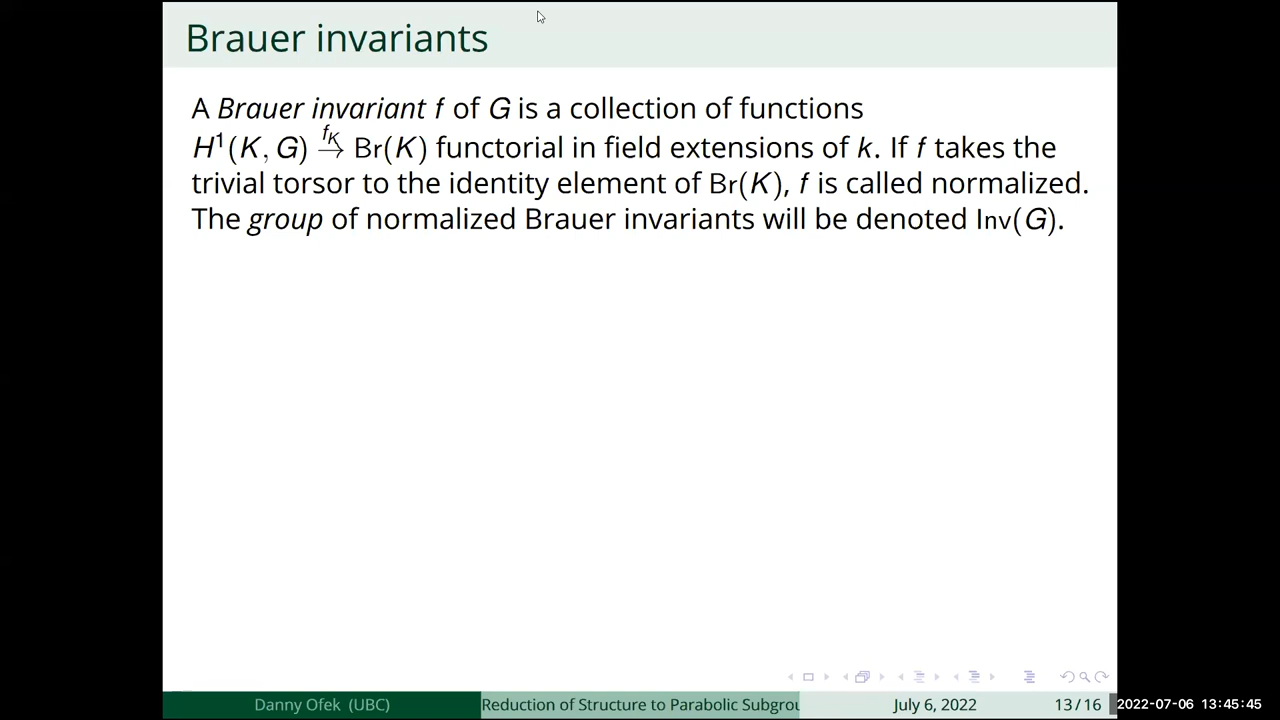 Brauer invariants
A Brauer invariant f of G is a collection of functions
H¹(K, G) →^{f_K} Br(K) functorial in field extensions of k. If f takes the
trivial torsor to the identity element of Br(K), f is called normalized.
The group of normalized Brauer invariants will be denoted Inv(G).
Danny Ofek (UBC) Reduction of Structure to Parabolic Subgrou July 6, 2022 13 / 16 2022-07-06 13:45:45